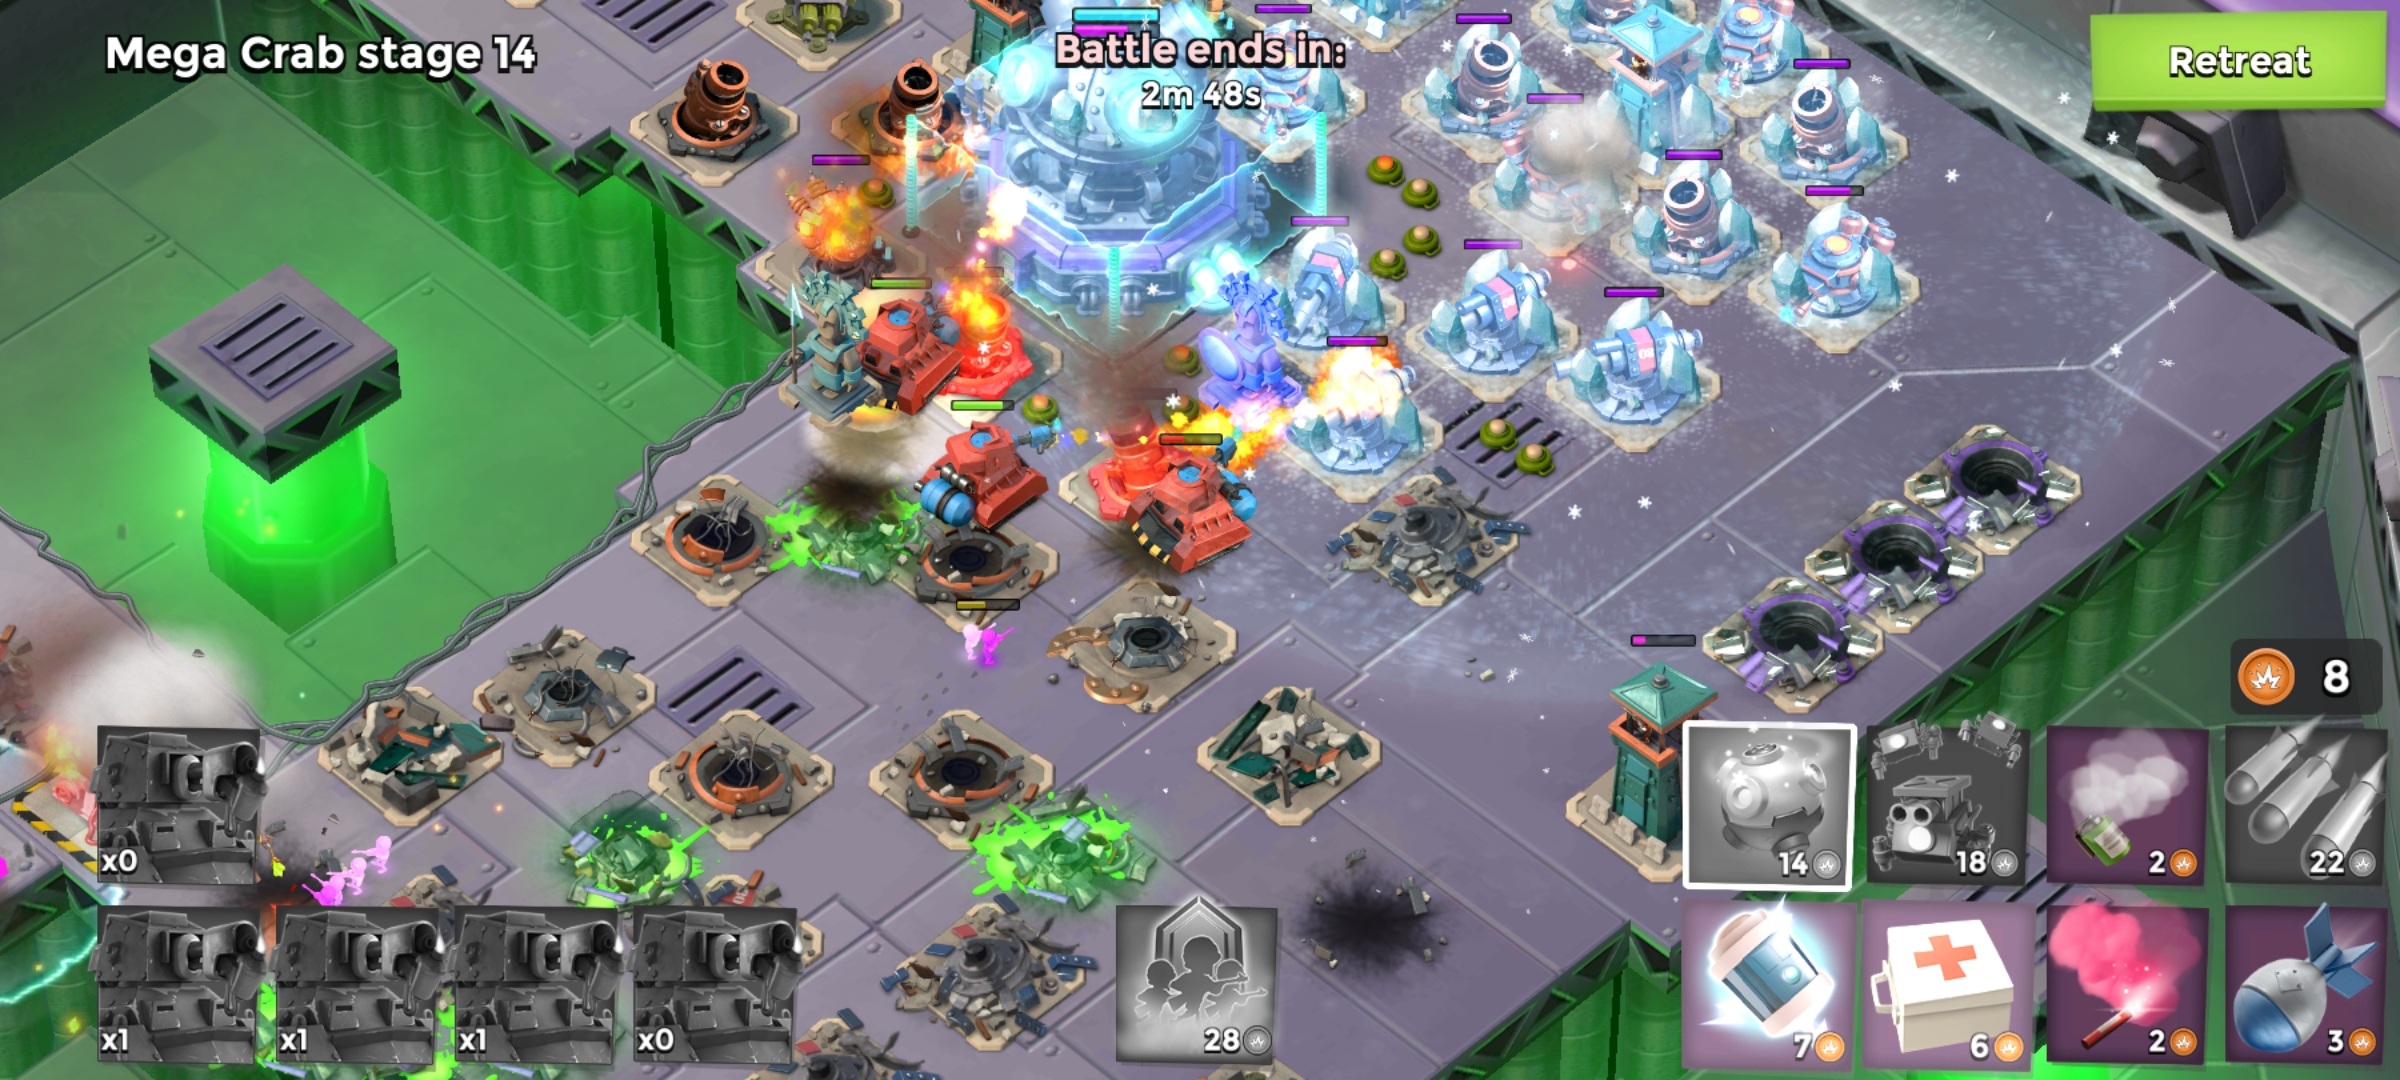 Mega Crab stage 14
Battle ends in:
2m 48s
Retreat
8
x0
14
18
2
22
x1
x1
x1
x0
28
7
6
2
3